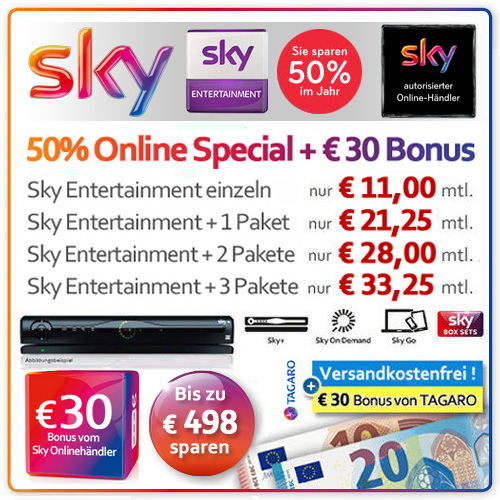 sky
sky
ENTERTAINMENT
Sie sparen
50%
im Jahr
sky
autorisierter
Online-Händler
50% Online Special + € 30 Bonus
Sky Entertainment einzeln nur € 11,00 mtl.
Sky Entertainment + 1 Paket nur € 21,25 mtl.
Sky Entertainment + 2 Pakete nur € 28,00 mtl.
Sky Entertainment + 3 Pakete nur € 33,25 mtl.
sky
Abbildungsbeispiel
Sky+
Sky On Demand
Sky Go
sky
BOX SETS
€30
Bonus vom
Sky Onlinehändler
Bis zu
€ 498
sparen
TAGARO
Versandkostenfrei !
+ € 30 Bonus von TAGARO
10
20